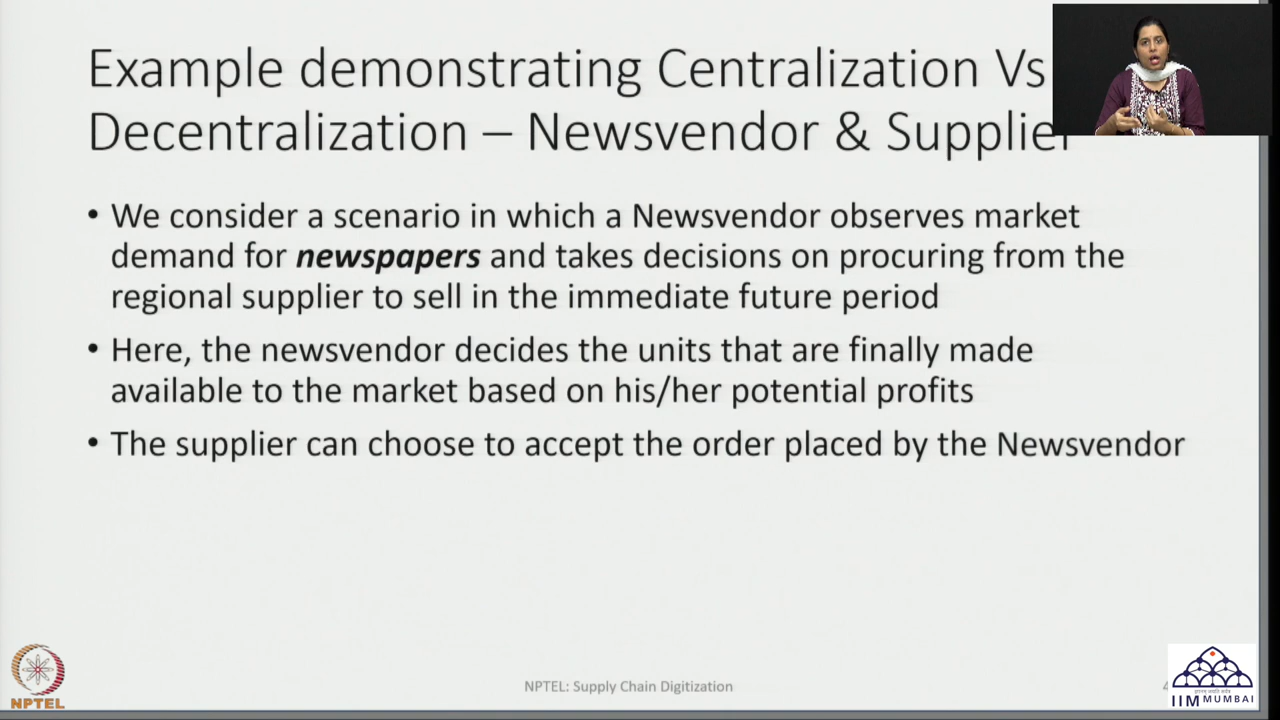 Example demonstrating Centralization Vs
Decentralization – Newsvendor & Supplier
• We consider a scenario in which a Newsvendor observes market
demand for newspapers and takes decisions on procuring from the
regional supplier to sell in the immediate future period
• Here, the newsvendor decides the units that are finally made
available to the market based on his/her potential profits
• The supplier can choose to accept the order placed by the Newsvendor
NPTEL
NPTEL: Supply Chain Digitization
4
IIM MUMBAI